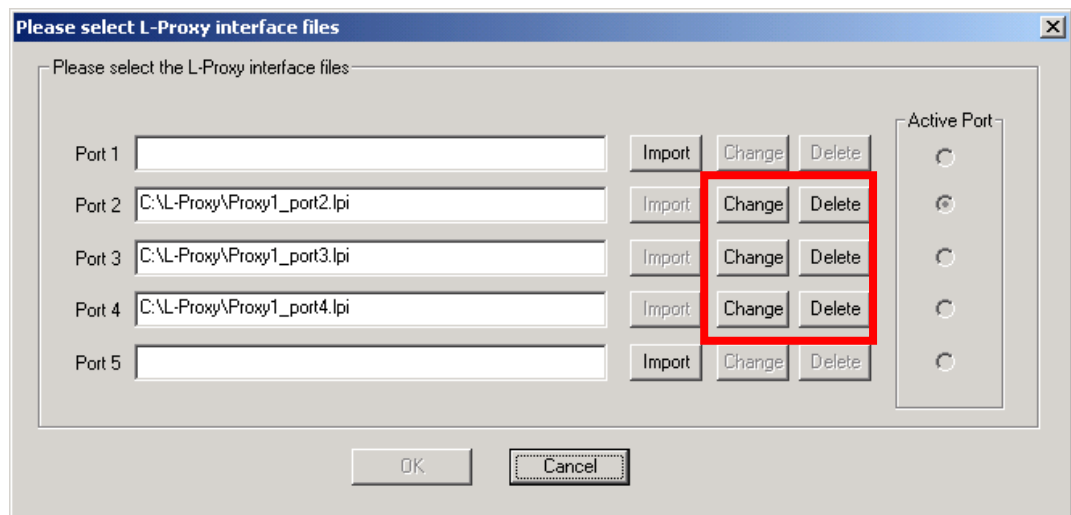 Please select L-Proxy interface files
Please select the L-Proxy interface files
Active Port
Port 1 Import Change Delete
Port 2 C:\L-Proxy\Proxy1_port2.lpi Import Change Delete
Port 3 C:\L-Proxy\Proxy1_port3.lpi Import Change Delete
Port 4 C:\L-Proxy\Proxy1_port4.lpi Import Change Delete
Port 5 Import Change Delete
OK Cancel